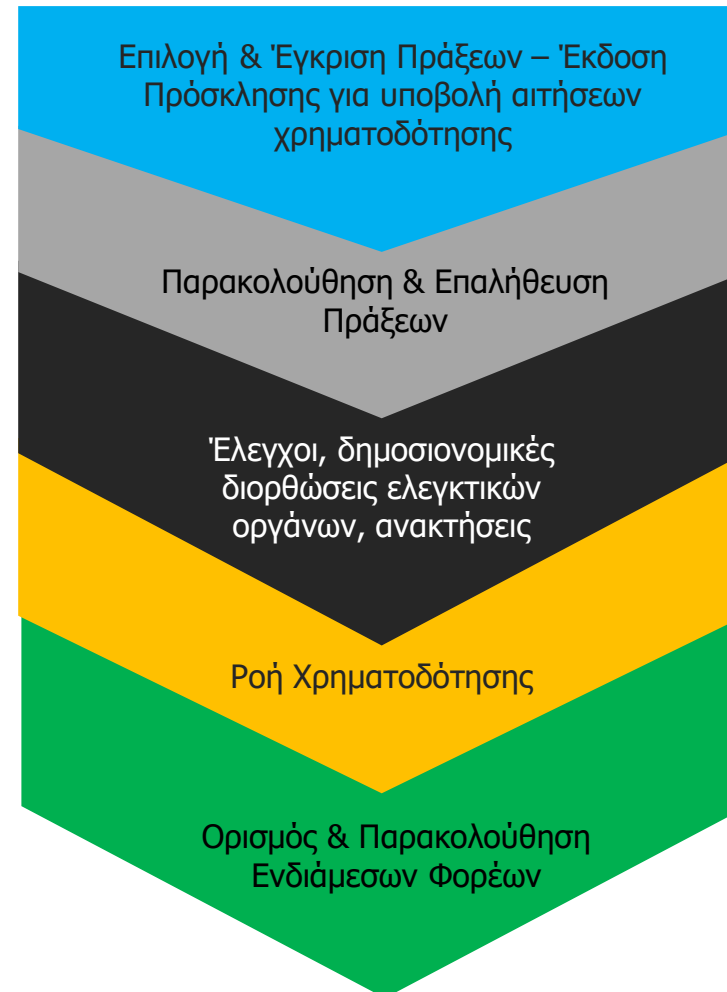 Επιλογή & Έγκριση Πράξεων – Έκδοση
Πρόσκλησης για υποβολή αιτήσεων
χρηματοδότησης
Παρακολούθηση & Επαλήθευση
Πράξεων
Έλεγχοι, δημοσιονομικές
διορθώσεις ελεγκτικών
οργάνων, ανακτήσεις
Ροή Χρηματοδότησης
Ορισμός & Παρακολούθηση
Ενδιάμεσων Φορέων